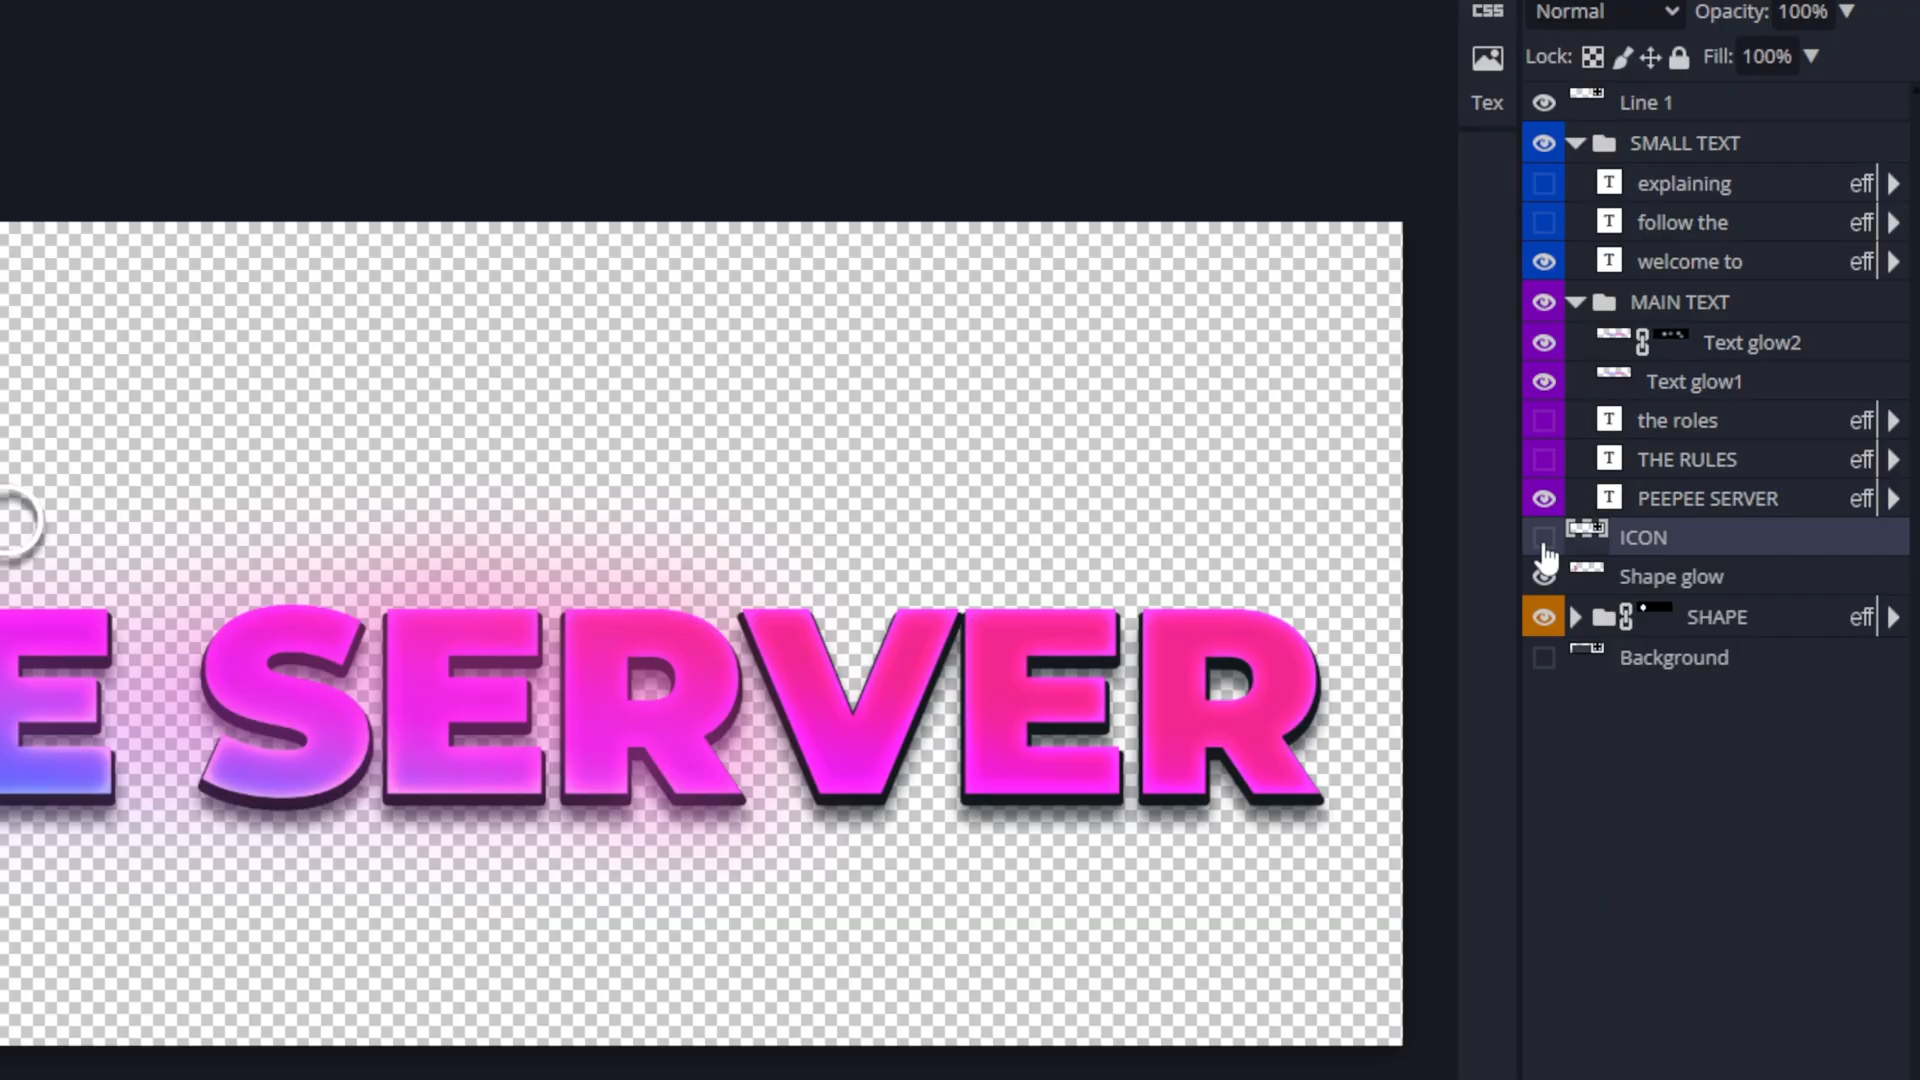 CSS
Normal
Opacity: 100%
Lock:
Fill: 100%
Tex
Line 1
SMALL TEXT
T explaining eff
T follow the eff
T welcome to eff
MAIN TEXT
Text glow2
Text glow1
T the roles eff
T THE RULES eff
T PEEPEE SERVER eff
ICON
Shape glow
SHAPE eff
Background
E SERVER